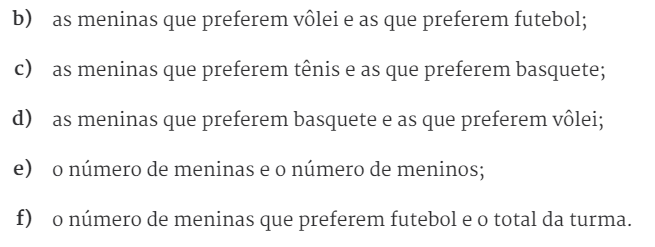 b) as meninas que preferem vôlei e as que preferem futebol;
c) as meninas que preferem tênis e as que preferem basquete;
d) as meninas que preferem basquete e as que preferem vôlei;
e) o número de meninas e o número de meninos;
f) o número de meninas que preferem futebol e o total da turma.